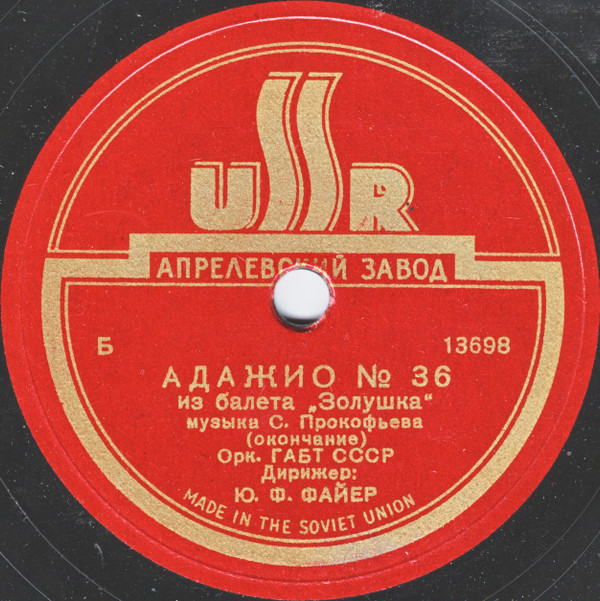 USSR
АПРЕЛЕВСКИЙ ЗАВОД
Б 13698
АДАЖИО № 36
из балета „Золушка“
музыка С. Прокофьева
(окончание)
Орк. ГАБТ СССР
Дирижер:
Ю. Ф. ФАЙЕР
MADE IN THE SOVIET UNION